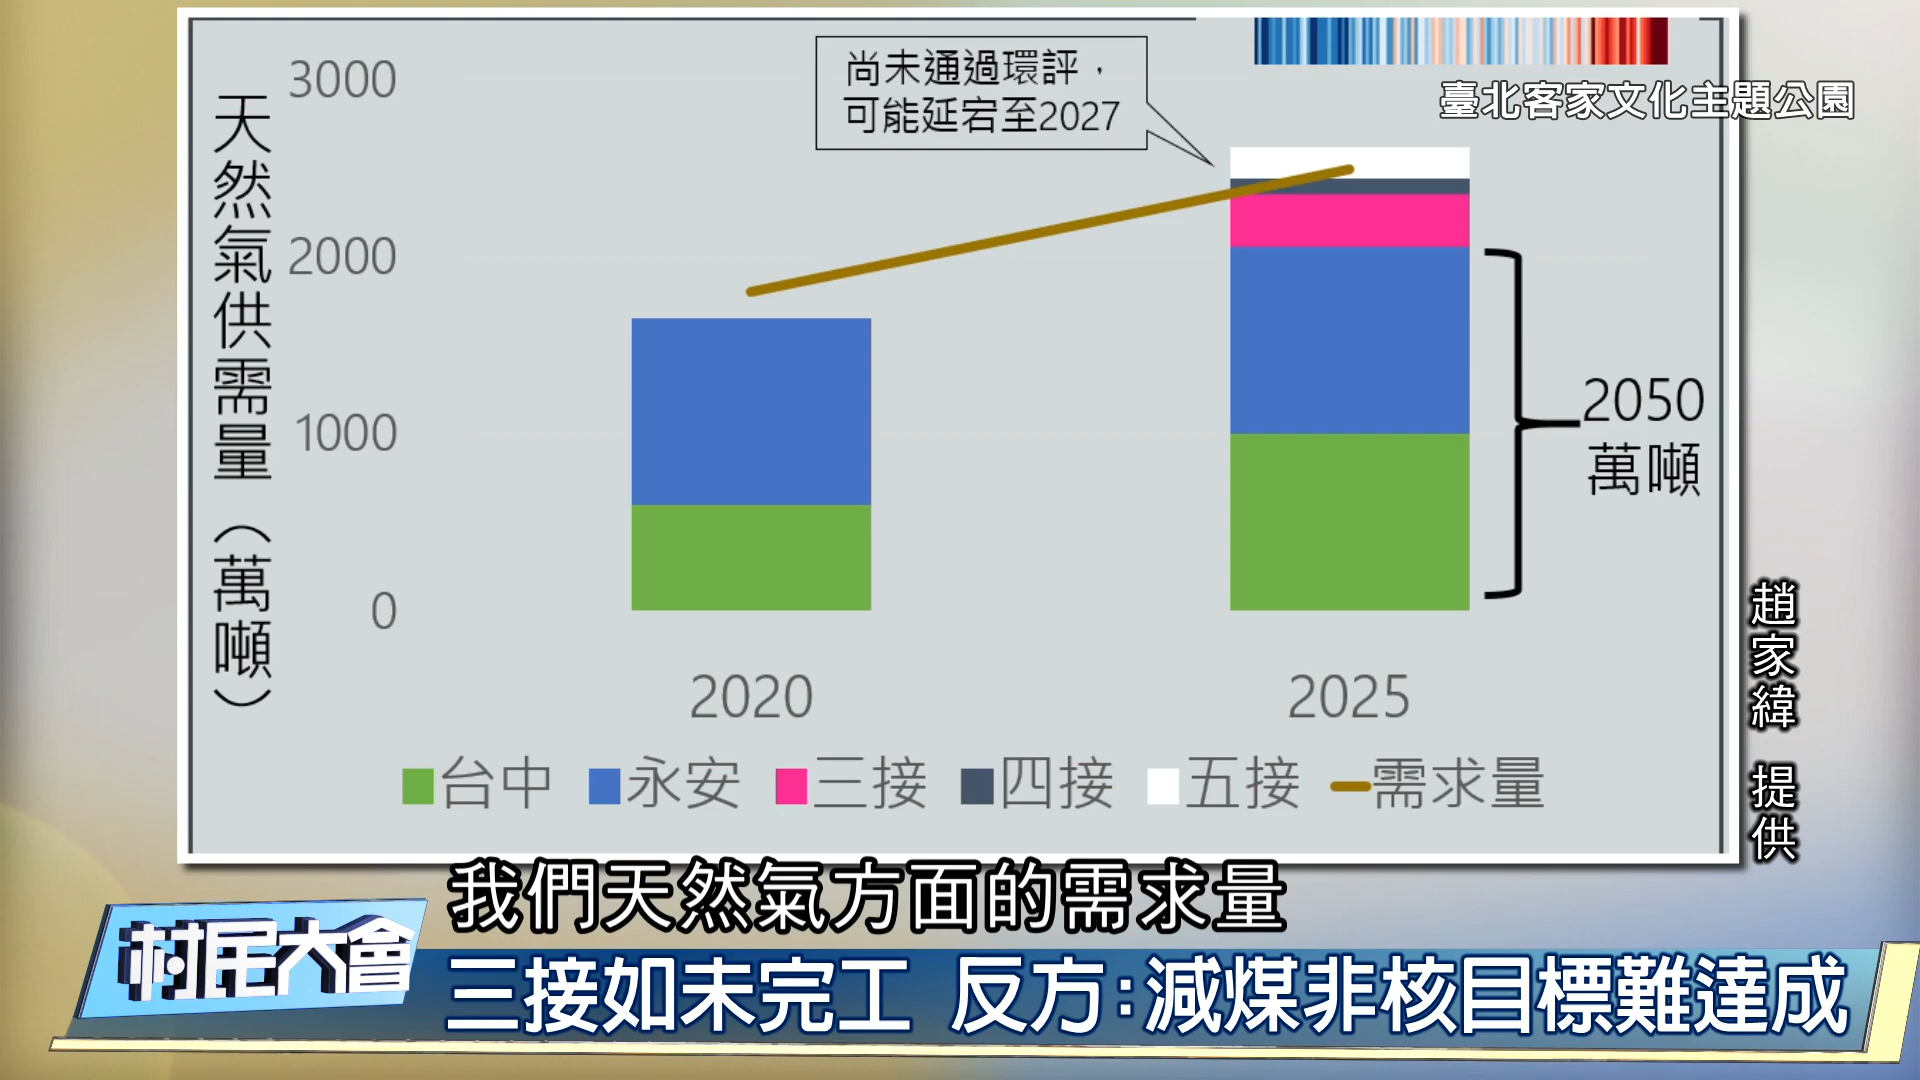 尚未通過環評，
可能延宕至2027
臺北客家文化主題公園
天然氣供需量（萬噸）
3000
2000
1000
0
2050
萬噸
2020
2025
台中 永安 三接 四接 五接 需求量
趙家緯 提供
我們天然氣方面的需求量
村民大會
三接如未完工 反方:減煤非核目標難達成